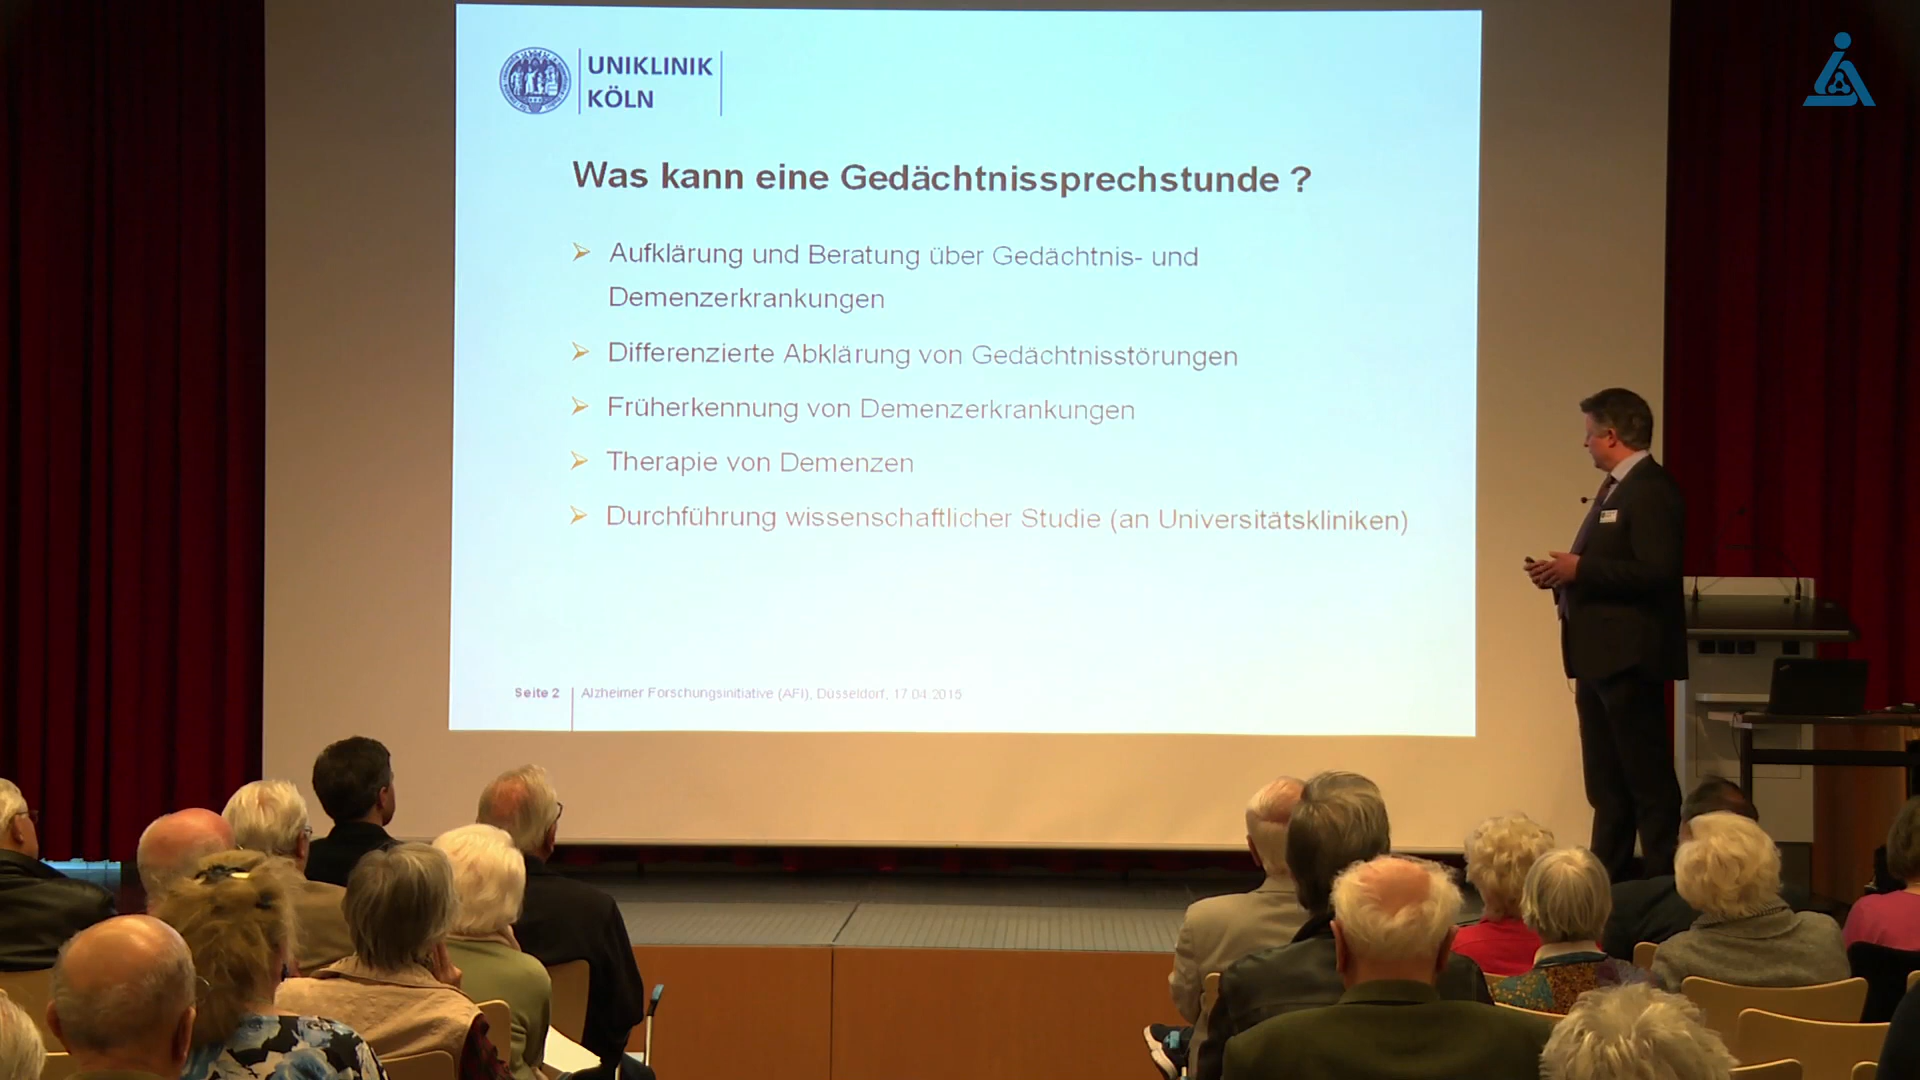 UNIKLINIK
KÖLN
Was kann eine Gedächtnissprechstunde ?
Aufklärung und Beratung über Gedächtnis- und
Demenzerkrankungen
Differenzierte Abklärung von Gedächtnisstörungen
Früherkennung von Demenzerkrankungen
Therapie von Demenzen
Durchführung wissenschaftlicher Studie (an Universitätskliniken)
Seite 2
Alzheimer Forschungsinitiative (AFI), Düsseldorf, 17.04.2015